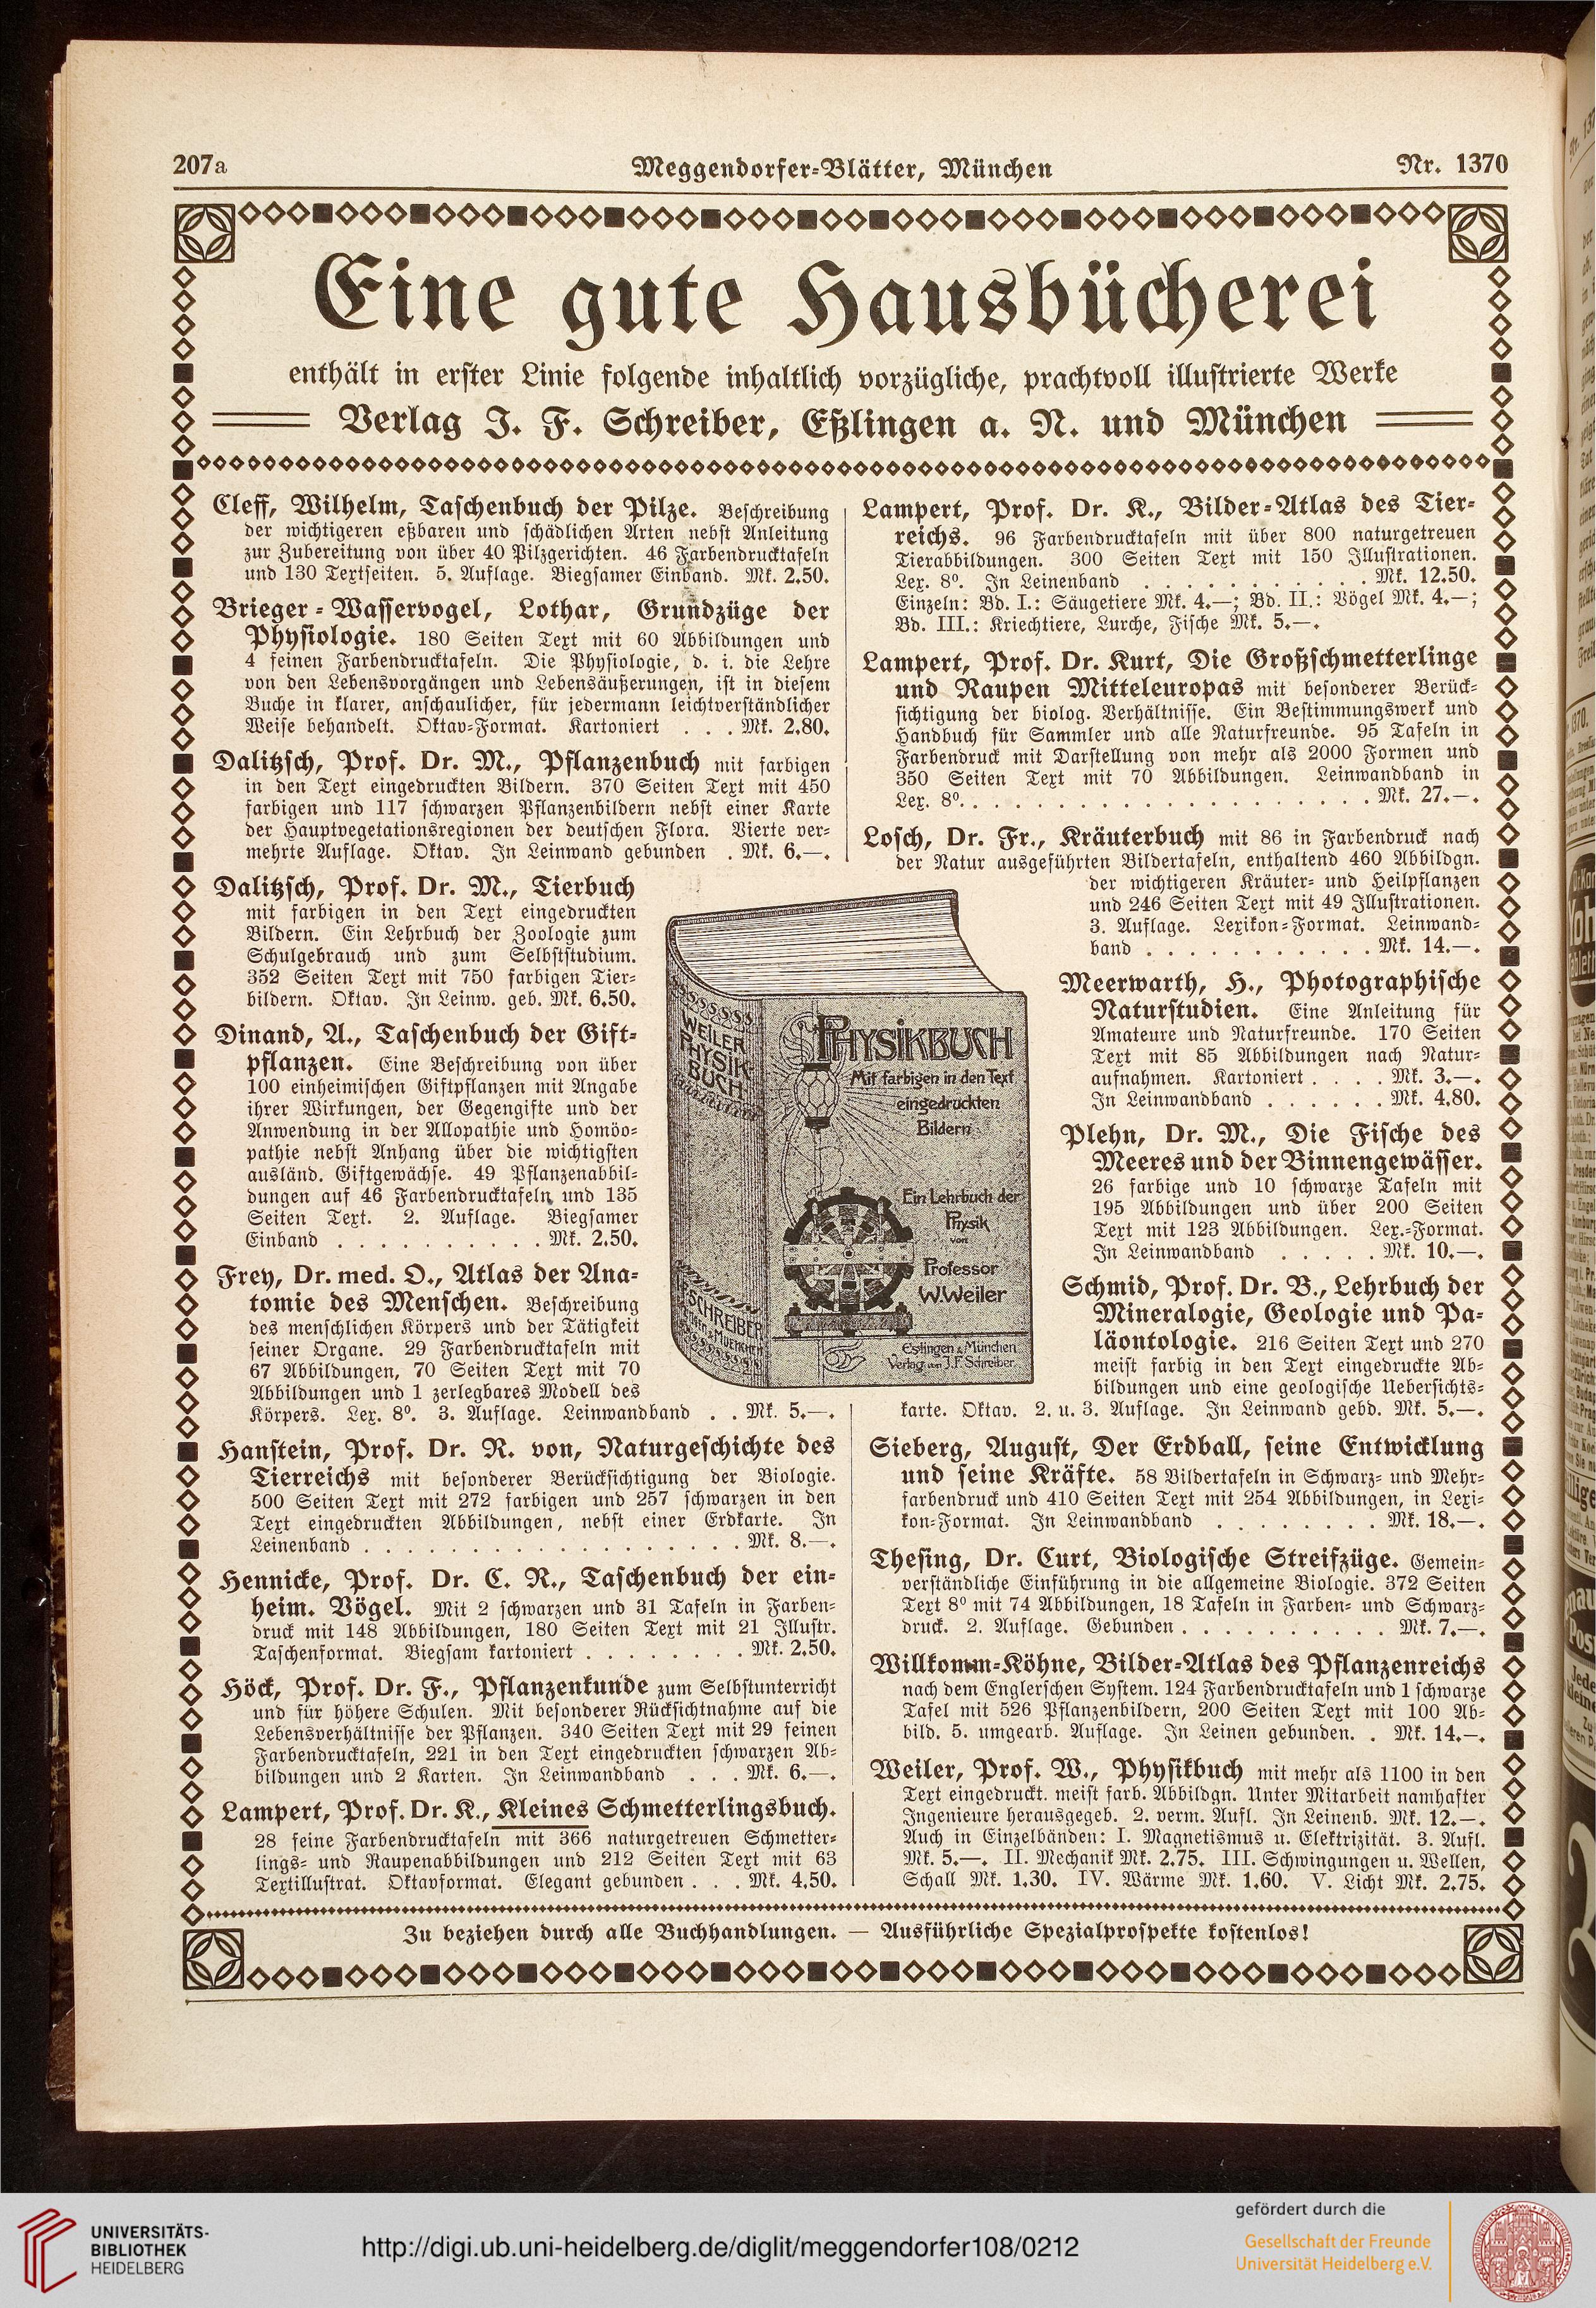 207a
Meggendorfer-Blätter, München
Nr. 1370
Eine gute Hausbücherei
enthält in erster Linie folgende inhaltlich vorzügliche, prachtvoll illustrierte Werke
Verlag J. F. Schreiber, Eßlingen a. N. und München
Cleff, Wilhelm, Taschenbuch der Pilze. Beschreibung
der wichtigeren eßbaren und schädlichen Arten nebst Anleitung
zur Zubereitung von über 40 Pilzgerichten. 46 Farbendrucktafeln
und 130 Textseiten. 5. Auflage. Biegsamer Einband. Mk. 2.50.
Brieger-Wasservogel, Lothar, Grundzüge der
Physiologie. 180 Seiten Text mit 60 Abbildungen und
4 feinen Farbendrucktafeln. Die Physiologie, d. i. die Lehre
von den Lebensvorgängen und Lebensäußerungen, ist in diesem
Buche in klarer, anschaulicher, für jedermann leichtverständlicher
Weise behandelt. Oktav-Format. Kartoniert . . . Mk. 2.80.
Dalitzsch, Prof. Dr. M., Pflanzenbuch mit farbigen
in den Text eingedruckten Bildern. 370 Seiten Text mit 450
farbigen und 117 schwarzen Pflanzenbildern nebst einer Karte
der Hauptvegetationsregionen der deutschen Flora. Vierte ver-
mehrte Auflage. Oktav. In Leinwand gebunden . Mk. 6.—.
Dalitzsch, Prof. Dr. M., Tierbuch
mit farbigen in den Text eingedruckten
Bildern. Ein Lehrbuch der Zoologie zum
Schulgebrauch und zum Selbststudium.
352 Seiten Text mit 750 farbigen Tier-
bildern. Oktav. In Leinw. geb. Mk. 6.50.
Dinand, A., Taschenbuch der Gift-
pflanzen. Eine Beschreibung von über
100 einheimischen Giftpflanzen mit Angabe
ihrer Wirkungen, der Gegengifte und der
Anwendung in der Allopathie und Homöo-
pathie nebst Anhang über die wichtigsten
ausländ. Giftgewächse. 49 Pflanzenabbil-
dungen auf 46 Farbendrucktafeln und 135
Seiten Text. 2. Auflage. Biegsamer
Einband . . . . . . . . . . Mk. 2.50.
Frey, Dr. med. O., Atlas der Ana-
tomie des Menschen. Beschreibung
des menschlichen Körpers und der Tätigkeit
seiner Organe. 29 Farbendrucktafeln mit
67 Abbildungen, 70 Seiten Text mit 70
Abbildungen und 1 zerlegbares Modell des
Körpers. Lex. 8°. 3. Auflage. Leinwandband . . Mk. 5.—.
Hanstein, Prof. Dr. R. von, Naturgeschichte des
Tierreichs mit besonderer Berücksichtigung der Biologie.
500 Seiten Text mit 272 farbigen und 257 schwarzen in den
Text eingedruckten Abbildungen, nebst einer Erdkarte. In
Leinenband . . . . . . . . . . . . . . . . . . Mk. 8.—.
Hennicke, Prof. Dr. C. R., Taschenbuch der ein-
heim. Vögel. Mit 2 schwarzen und 31 Tafeln in Farben-
druck mit 148 Abbildungen, 180 Seiten Text mit 21 Illustr.
Taschenformat. Biegsam kartoniert . . . . . . . . Mk. 2.50.
Höck, Prof. Dr. F., Pflanzenkunde zum Selbstunterricht
und für höhere Schulen. Mit besonderer Rücksichtnahme auf die
Lebensverhältnisse der Pflanzen. 340 Seiten Text mit 29 feinen
Farbendrucktafeln, 221 in den Text eingedruckten schwarzen Ab-
bildungen und 2 Karten. In Leinwandband . . . Mk. 6.—.
Lampert, Prof. Dr. K., Kleines Schmetterlingsbuch.
28 feine Farbendrucktafeln mit 366 naturgetreuen Schmetter-
lings- und Raupenabbildungen und 212 Seiten Text mit 63
Textillustrat. Oktavformat. Elegant gebunden . . . Mk. 4.50.
WEILER
PHYSIK-
BUCH
J.F. SCHREIBER
PHYSIKBUCH
Mit farbigen in den Text
eingedruckten
Bildern
Ein Lehrbuch der
Physik
von
Professor
W. Weiler
Eßlingen & München
Verlag von J. F. Schreiber
Lampert, Prof. Dr. K., Bilder-Atlas des Tier-
reichs. 96 Farbendrucktafeln mit über 800 naturgetreuen
Tierabbildungen. 300 Seiten Text mit 150 Illustrationen.
Lex. 8°. In Leinenband . . . . . . . . . . . Mk. 12.50.
Einzeln: Bd. I.: Säugetiere Mk. 4.—; Bd. II.: Vögel Mk. 4.—;
Bd. III.: Kriechtiere, Lurche, Fische Mk. 5.—.
Lampert, Prof. Dr. Kurt, Die Großschmetterlinge
und Raupen Mitteleuropas mit besonderer Berück-
sichtigung der biolog. Verhältnisse. Ein Bestimmungswerk und
Handbuch für Sammler und alle Naturfreunde. 95 Tafeln in
Farbendruck mit Darstellung von mehr als 2000 Formen und
350 Seiten Text mit 70 Abbildungen. Leinwandband in
Lex. 8°. . . . . . . . . . . . . . . . . . . . Mk. 27.—.
Losch, Dr. Fr., Kräuterbuch mit 86 in Farbendruck nach
der Natur ausgeführten Bildertafeln, enthaltend 460 Abbildgn.
der wichtigeren Kräuter- und Heilpflanzen
und 246 Seiten Text mit 49 Illustrationen.
3. Auflage. Lexikon-Format. Leinwand-
band . . . . . . . . . . . Mk. 14.—.
Meerwarth, H., Photographische
Naturstudien. Eine Anleitung für
Amateure und Naturfreunde. 170 Seiten
Text mit 85 Abbildungen nach Natur-
aufnahmen. Kartoniert . . . . Mk. 3.—.
In Leinwandband . . . . . . Mk. 4.80.
Plehn, Dr. M., Die Fische des
Meeres und der Binnengewässer.
26 farbige und 10 schwarze Tafeln mit
195 Abbildungen und über 200 Seiten
Text mit 123 Abbildungen. Lex.-Format.
In Leinwandband . . . . . Mk. 10.—.
Schmid, Prof. Dr. B., Lehrbuch der
Mineralogie, Geologie und Pa-
läontologie. 216 Seiten Text und 270
meist farbig in den Text eingedruckte Ab-
bildungen und eine geologische Uebersichts-
karte. Oktav. 2. u. 3. Auflage. In Leinwand gebd. Mk. 5.—.
Sieberg, August, Der Erdball, seine Entwicklung
und seine Kräfte. 58 Bildertafeln in Schwarz- und Mehr-
farbendruck und 410 Seiten Text mit 254 Abbildungen, in Lexi-
kon-Format. In Leinwandband . . . . . . . . Mk. 18.—.
Thesing, Dr. Curt, Biologische Streifzüge. Gemein-
verständliche Einführung in die allgemeine Biologie. 372 Seiten
Text 8° mit 74 Abbildungen, 18 Tafeln in Farben- und Schwarz-
druck. 2. Auflage. Gebunden . . . . . . . . . . Mk. 7.—.
Willkomm-Köhne, Bilder-Atlas des Pflanzenreichs
nach dem Englerschen System. 124 Farbendrucktafeln und 1 schwarze
Tafel mit 526 Pflanzenbildern, 200 Seiten Text mit 100 Ab-
bild. 5. umgearb. Auflage. In Leinen gebunden. . Mk. 14.—.
Weiler, Prof. W., Physikbuch mit mehr als 1100 in den
Text eingedruckt. meist farb. Abbildgn. Unter Mitarbeit namhafter
Ingenieure herausgegeb. 2. verm. Aufl. In Leinenb. Mk. 12.—.
Auch in Einzelbänden: I. Magnetismus u. Elektrizität. 3. Aufl.
Mk. 5.—. II. Mechanik Mk. 2.75. III. Schwingungen u. Wellen,
Schall Mk. 1.30. IV. Wärme Mk. 1.60. V. Licht Mk. 2.75.
Zu beziehen durch alle Buchhandlungen. — Ausführliche Spezialprospekte kostenlos!
UNIVERSITÄTS-
BIBLIOTHEK
HEIDELBERG
http://digi.ub.uni-heidelberg.de/diglit/meggendorfer108/0212
gefördert durch die
Gesellschaft der Freunde
Universität Heidelberg e.V.